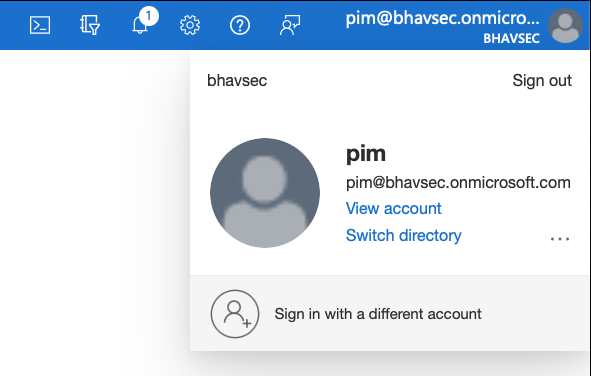 1
pim@bhavsec.onmicro...
BHAVSEC
bhavsec
Sign out
pim
pim@bhavsec.onmicrosoft.com
View account
Switch directory
...
Sign in with a different account